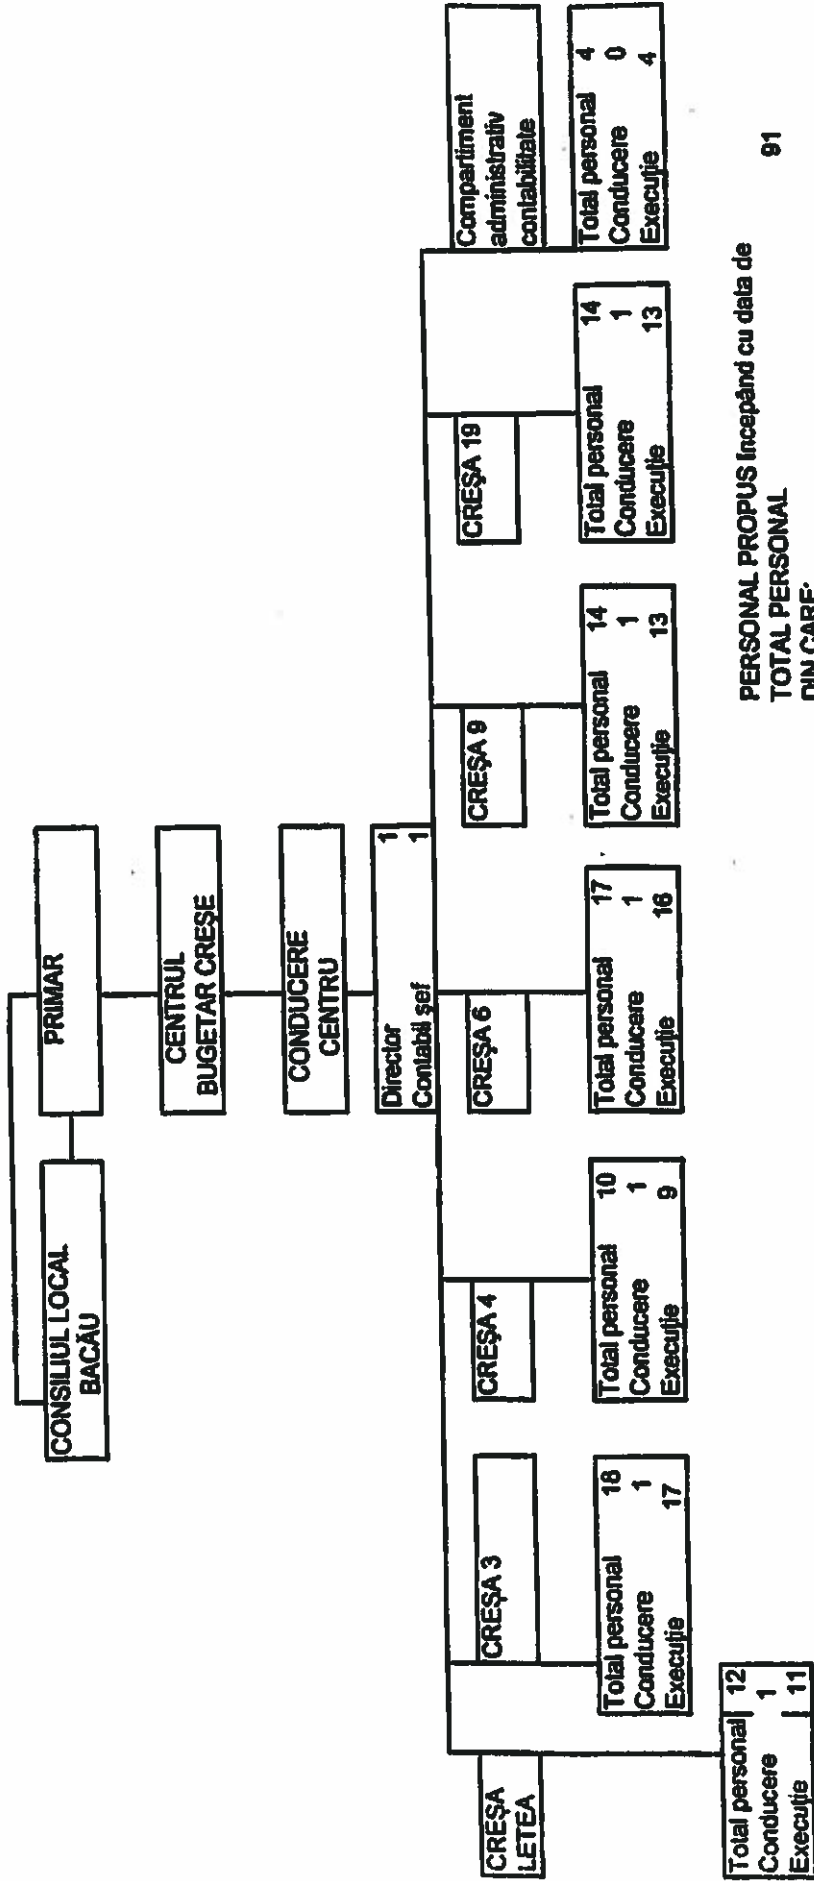 PRIMAR
CONSILIUL LOCAL
BACĂU
CENTRUL
BUGETAR CREȘE
CONDUCERE
CENTRU
Director 1
Contabil șef 1
CREȘA
LETEA
CREȘA 3
CREȘA 4
CREȘA 6
CREȘA 9
CREȘA 19
Compartiment
administrativ
contabilitate
Total personal 12
Conducere 1
Execuție 11
Total personal 18
Conducere 1
Execuție 17
Total personal 10
Conducere 1
Execuție 9
Total personal 17
Conducere 1
Execuție 16
Total personal 14
Conducere 1
Execuție 13
Total personal 14
Conducere 1
Execuție 13
Total personal 4
Conducere 0
Execuție 4
PERSONAL PROPUS începând cu data de
TOTAL PERSONAL 91
DIN CARE: